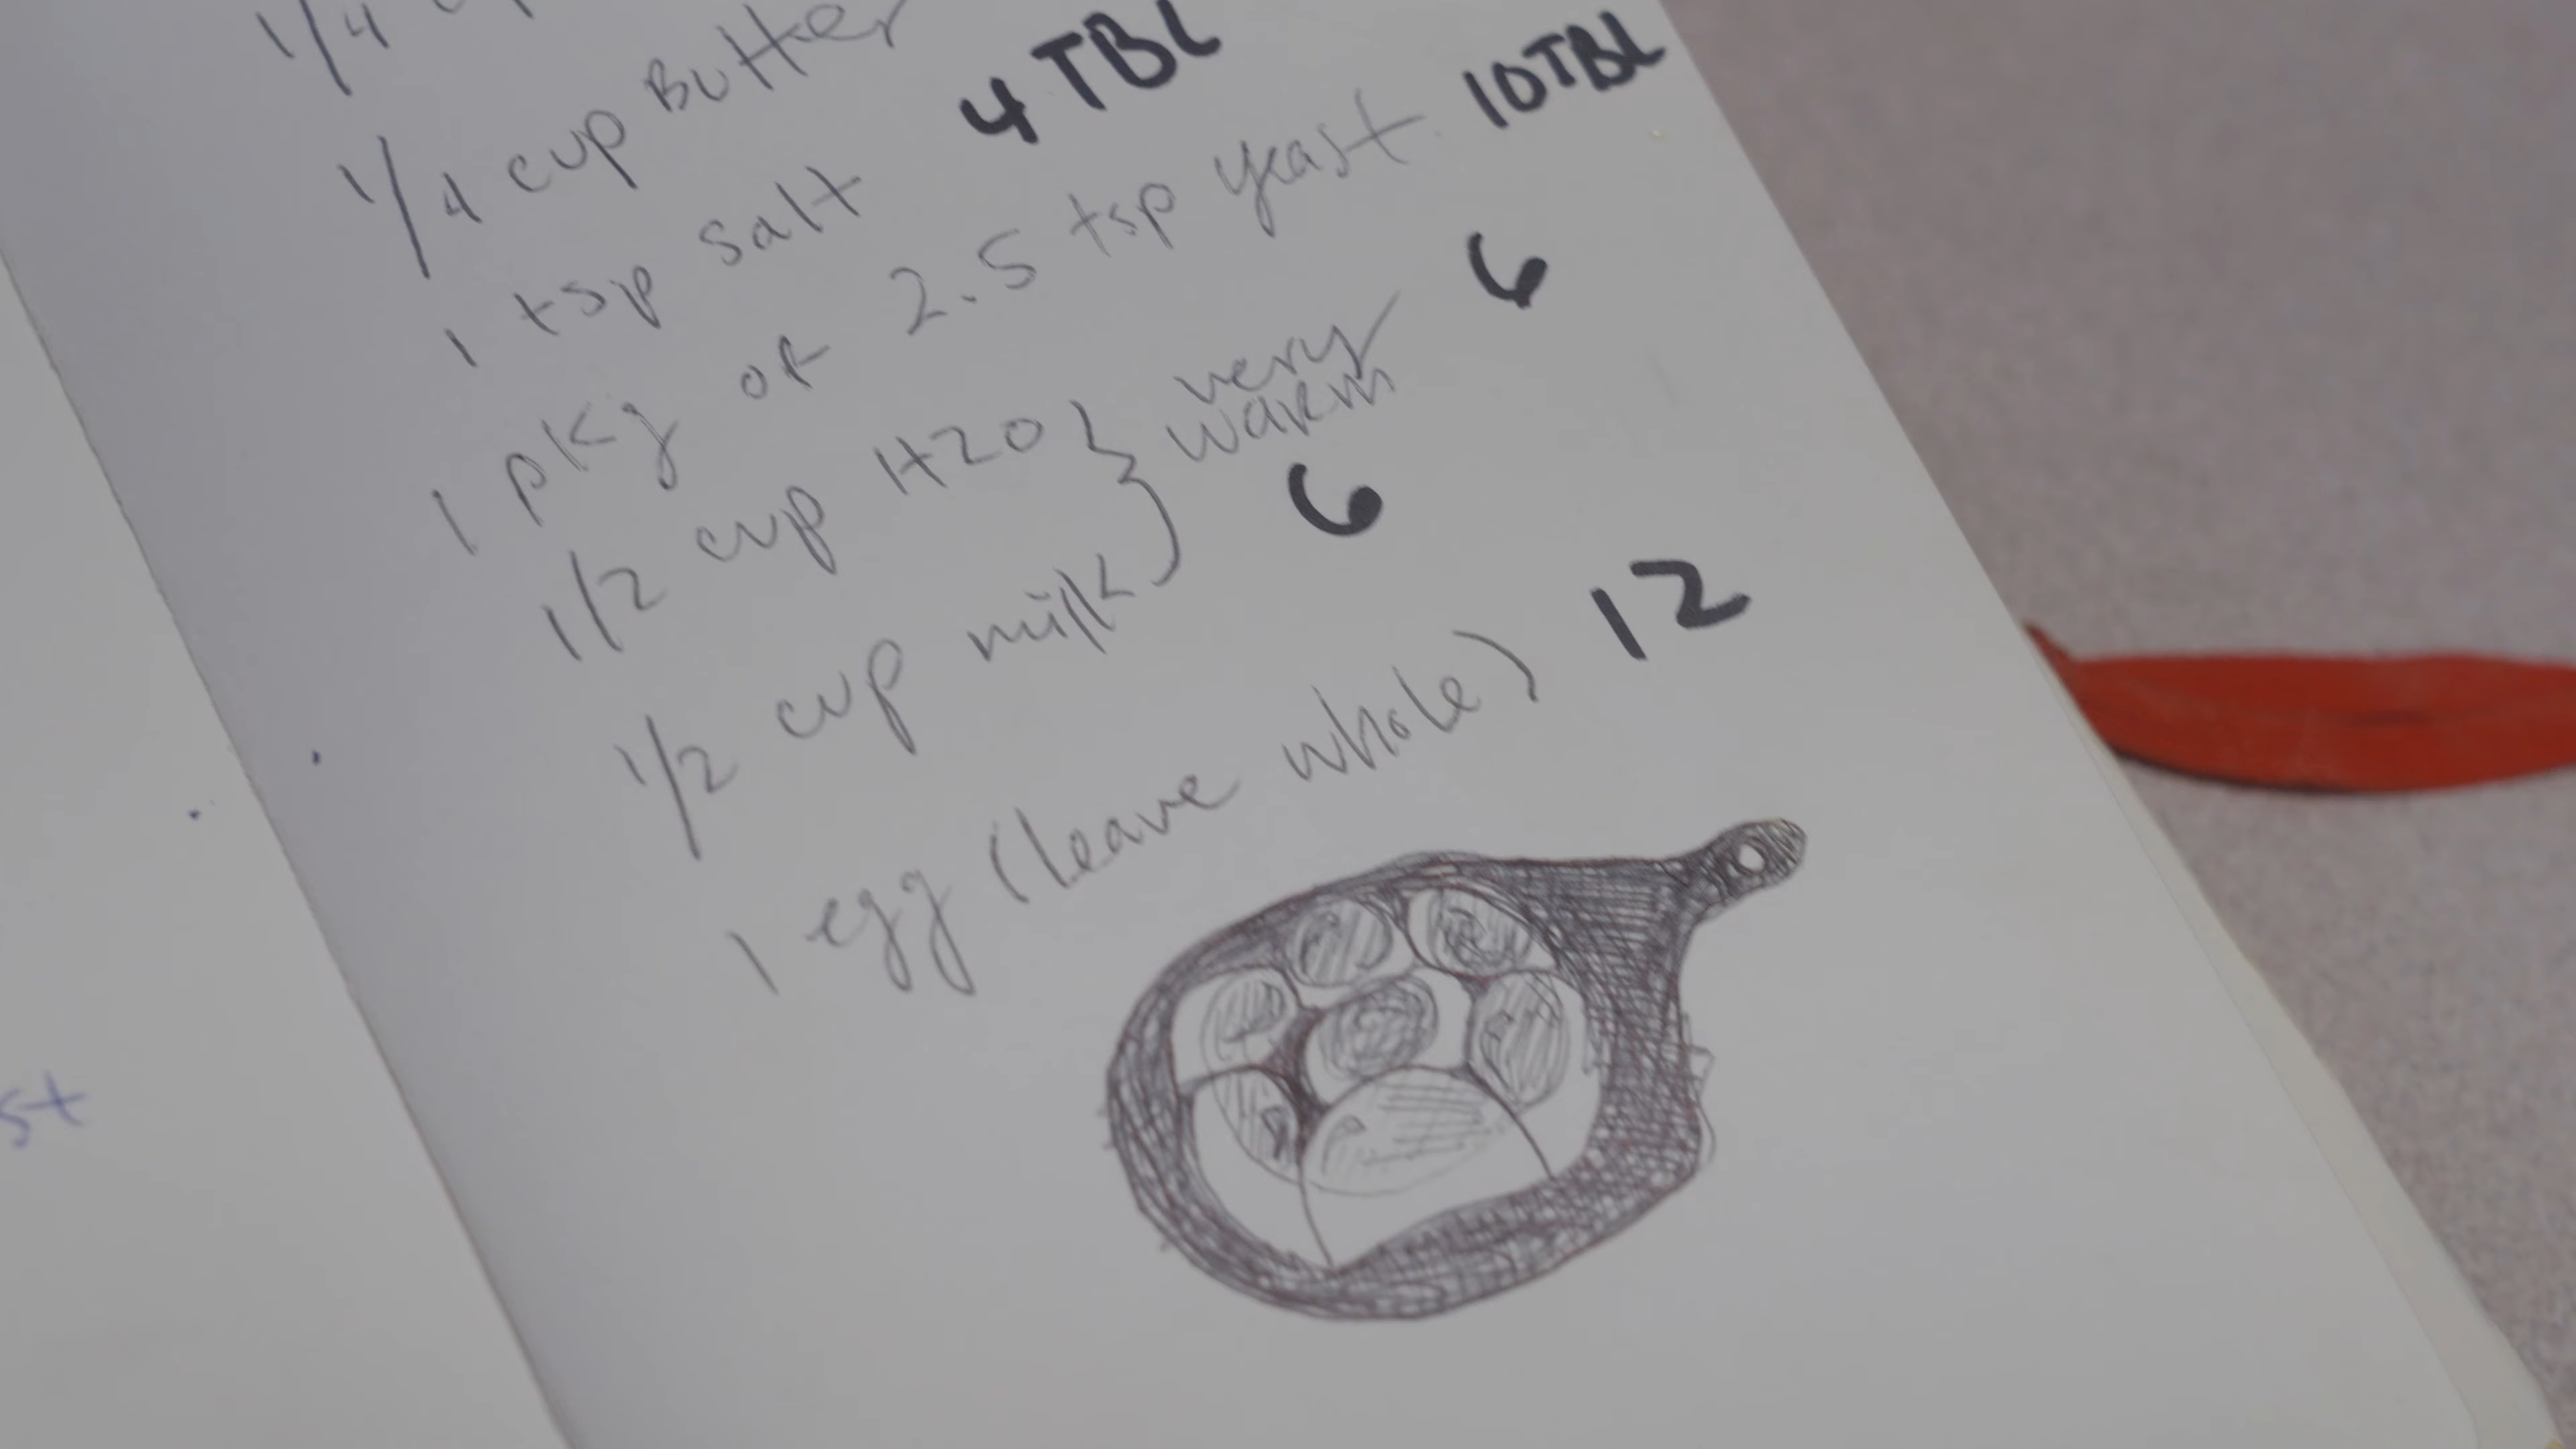 1/4
1/4 cup Butter
1 tsp salt 4 TBL
1 pkg or 2.5 tsp yeast. 10TBL
1/2 cup H2O } very warm 6
1/2 cup milk 6
1 egg (leave whole) 12
st